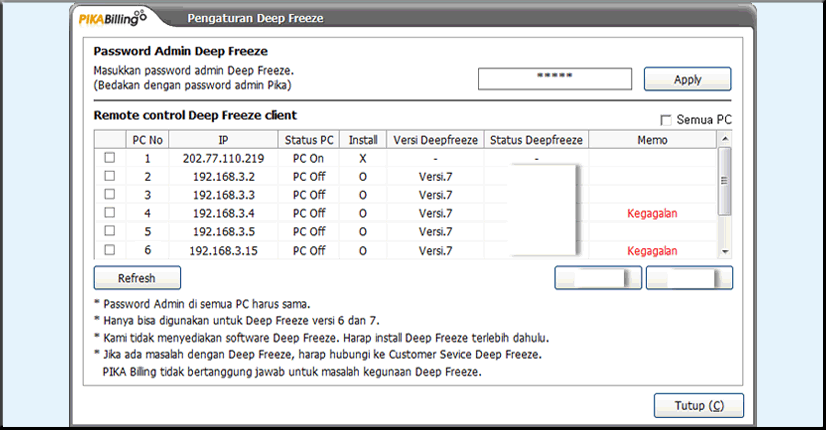 PIKABilling Pengaturan Deep Freeze
Password Admin Deep Freeze
Masukkan password admin Deep Freeze.
(Bedakan dengan password admin Pika)
***** Apply
Remote control Deep Freeze client
Semua PC
PC No IP Status PC Install Versi Deepfreeze Status Deepfreeze Memo
1 202.77.110.219 PC On X - -
2 192.168.3.2 PC Off O Versi.7
3 192.168.3.3 PC Off O Versi.7
4 192.168.3.4 PC Off O Versi.7 Kegagalan
5 192.168.3.5 PC Off O Versi.7
6 192.168.3.15 PC Off O Versi.7 Kegagalan
Refresh
* Password Admin di semua PC harus sama.
* Hanya bisa digunakan untuk Deep Freeze versi 6 dan 7.
* Kami tidak menyediakan software Deep Freeze. Harap install Deep Freeze terlebih dahulu.
* Jika ada masalah dengan Deep Freeze, harap hubungi ke Customer Sevice Deep Freeze.
PIKA Billing tidak bertanggung jawab untuk masalah kegunaan Deep Freeze.
Tutup (C)